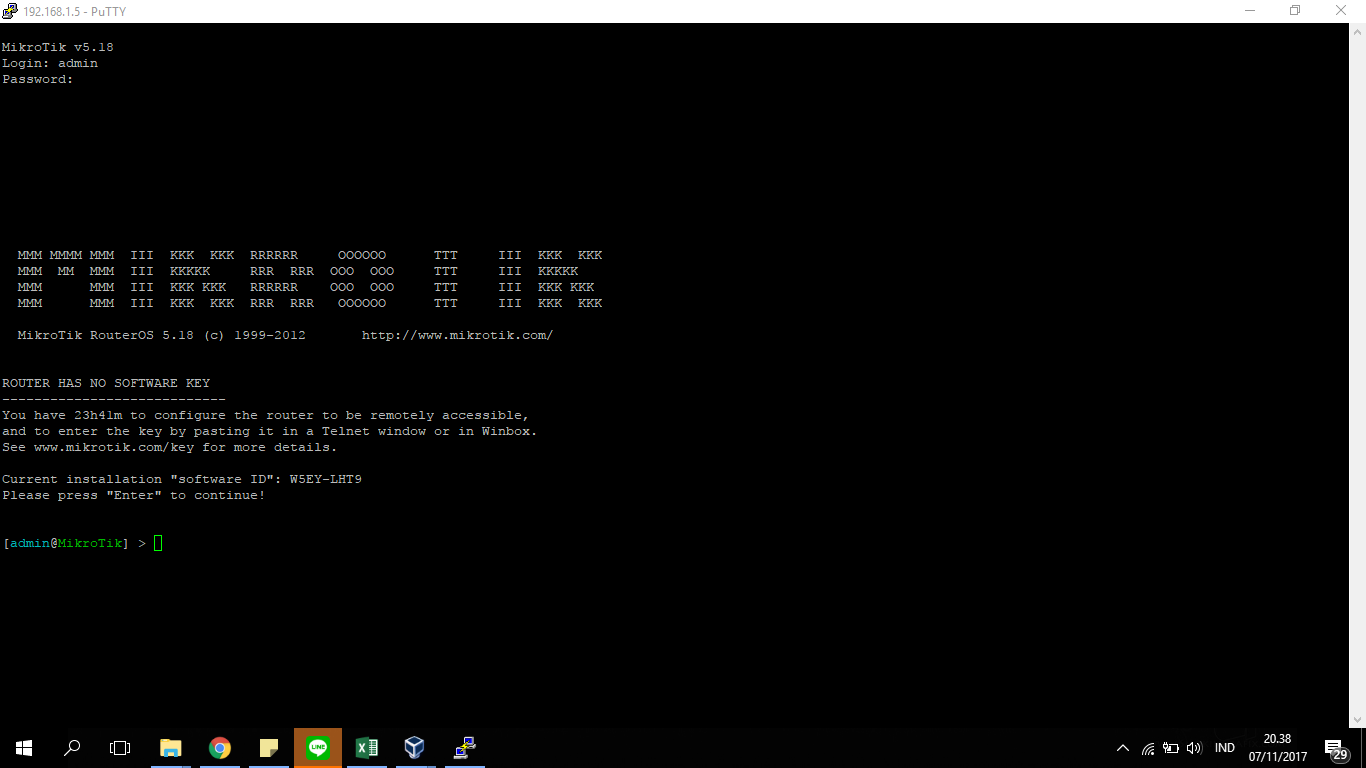 192.168.1.5 - PuTTY
MikroTik v5.18
Login: admin
Password:
MMM MMMM MMM  III  KKK  KKK  RRRRRR     OOOOOO      TTT     III  KKK  KKK
MMM  MM  MMM  III  KKKKK     RRR  RRR  OOO  OOO     TTT     III  KKKKK
MMM      MMM  III  KKK KKK   RRRRRR    OOO  OOO     TTT     III  KKK KKK
MMM      MMM  III  KKK  KKK  RRR  RRR   OOOOOO      TTT     III  KKK  KKK
MikroTik RouterOS 5.18 (c) 1999-2012       http://www.mikrotik.com/
ROUTER HAS NO SOFTWARE KEY
----------------------------
You have 23h41m to configure the router to be remotely accessible,
and to enter the key by pasting it in a Telnet window or in Winbox.
See www.mikrotik.com/key for more details.
Current installation "software ID": W5EY-LHT9
Please press "Enter" to continue!
[admin@MikroTik] >
LINE
IND
20.38
07/11/2017
29